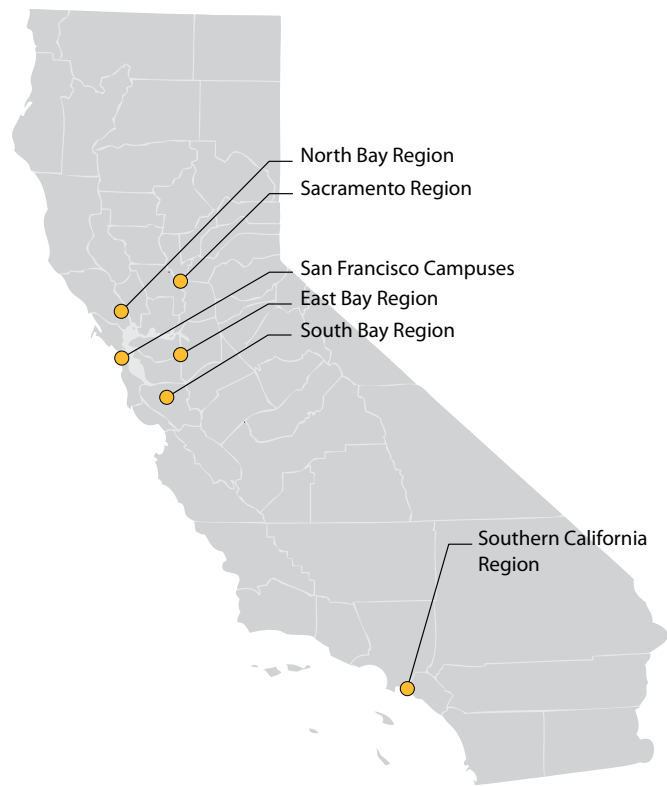 North Bay Region
Sacramento Region
San Francisco Campuses
East Bay Region
South Bay Region
Southern California
Region